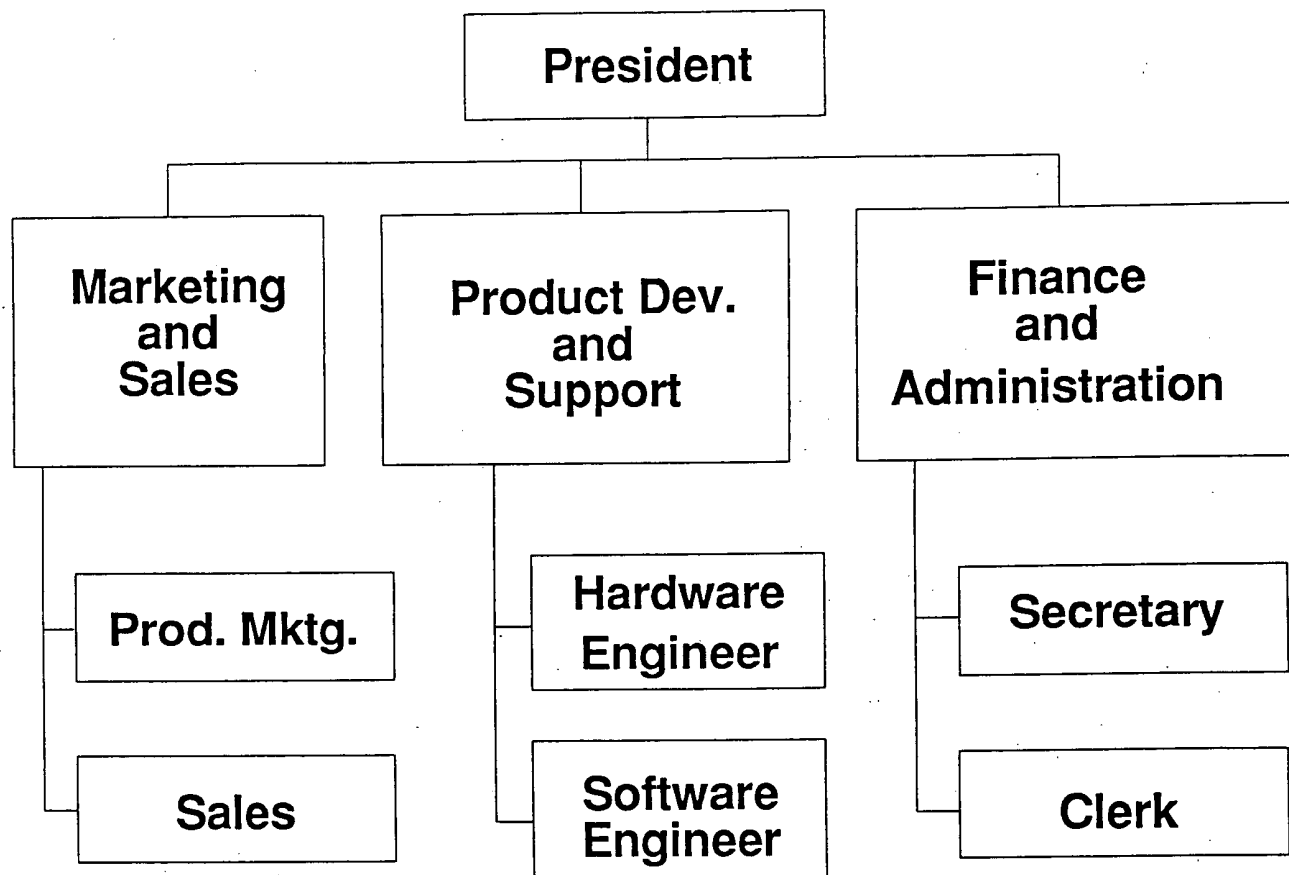 President
Marketing
and
Sales
Product Dev.
and
Support
Finance
and
Administration
Prod. Mktg.
Sales
Hardware
Engineer
Software
Engineer
Secretary
Clerk